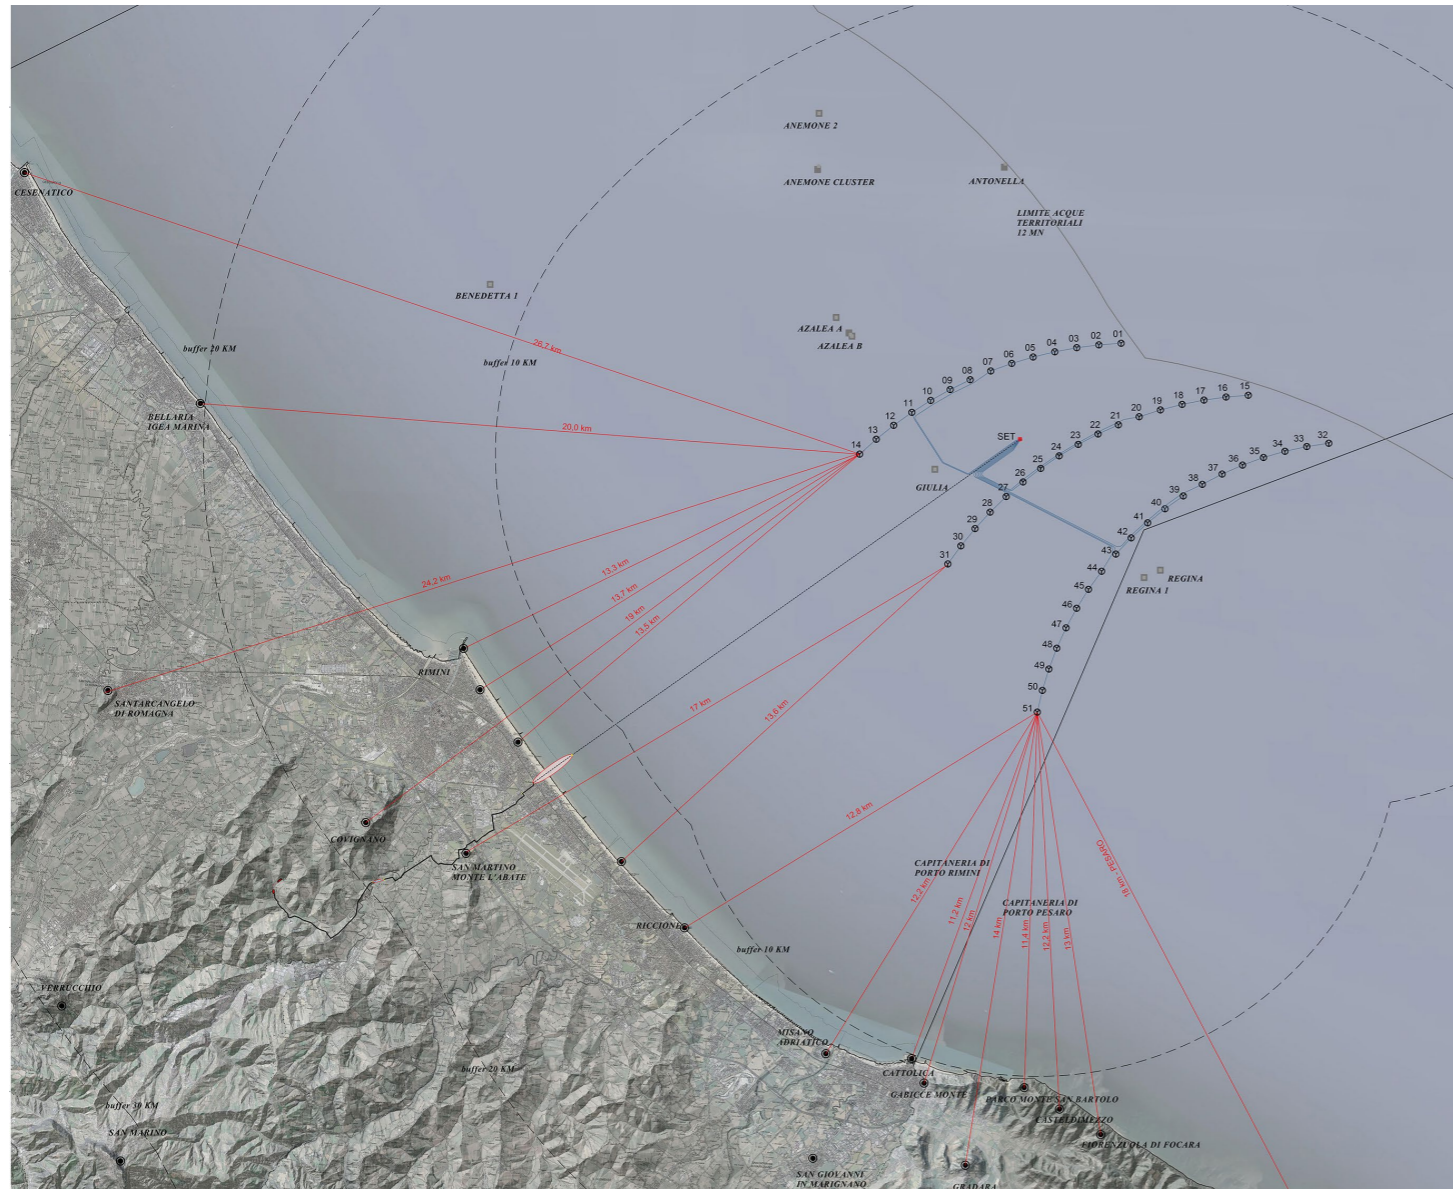 ANEMONE 2
ANEMONE CLUSTER
ANTONELLA
CESENATICO
LIMITE ACQUE
TERRITORIALI
12 MN
BENEDETTA 1
AZALEA A
AZALEA B
buffer 20 KM
buffer 10 KM
26,7 km
01
02
03
04
05
06
07
08
09
10
11
12
13
14
BELLARIA
IGEA MARINA
20,0 km
15
16
17
18
19
20
21
22
23
24
25
26
27
28
29
30
31
SET
GIULIA
32
33
34
35
36
37
38
39
40
41
42
43
44
45
46
47
48
49
50
51
REGINA
REGINA 1
24,2 km
13,3 km
13,7 km
19 km
13,5 km
RIMINI
SANTARCANGELO
DI ROMAGNA
17 km
13,6 km
12,8 km
COVIGNANO
SAN MARTINO
MONTE L'ABATE
CAPITANERIA DI
PORTO RIMINI
CAPITANERIA DI
PORTO PESARO
12,2 km
11,2 km
12 km
14 km
11,4 km
12,2 km
13 km
18 km - PESARO
RICCIONE
buffer 10 KM
VERRUCCHIO
MISANO
ADRIATICO
buffer 20 KM
CATTOLICA
GABICCE MONTE
PARCO MONTE SAN BARTOLO
CASTELDIMEZZO
FIORENZUOLA DI FOCARA
buffer 30 KM
SAN MARINO
SAN GIOVANNI
IN MARIGNANO
GRADARA